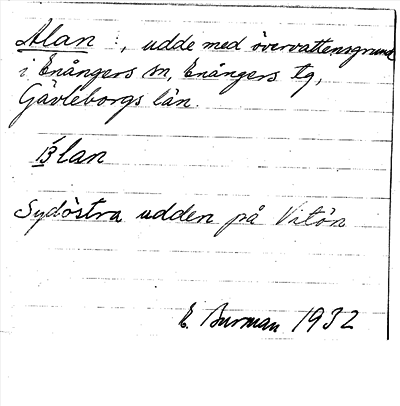 Alan :, udde med övervattensgrund
i Enångers sn, Enångers tg,
Gävleborgs län.
Blan
Sydöstra udden på Vitön
E. Burman 1932